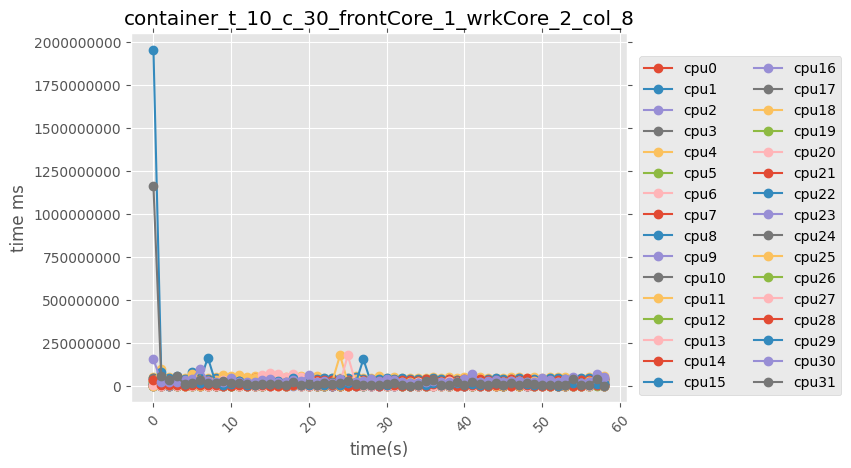 container_t_10_c_30_frontCore_1_wrkCore_2_col_8
2000000000
1750000000
1500000000
1250000000
1000000000
750000000
500000000
250000000
0
time ms
0
10
20
30
40
50
60
time(s)
cpu0
cpu1
cpu2
cpu3
cpu4
cpu5
cpu6
cpu7
cpu8
cpu9
cpu10
cpu11
cpu12
cpu13
cpu14
cpu15
cpu16
cpu17
cpu18
cpu19
cpu20
cpu21
cpu22
cpu23
cpu24
cpu25
cpu26
cpu27
cpu28
cpu29
cpu30
cpu31